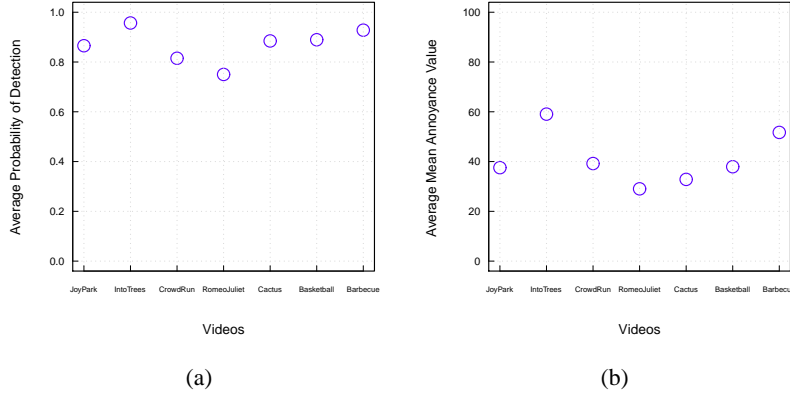 Average Probability of Detection
1.0
0.8
0.6
0.4
0.2
0.0
JoyPark IntoTrees CrowdRun RomeoJuliet Cactus Basketball Barbecue
Videos
(a)
Average Mean Annoyance Value
100
80
60
40
20
0
JoyPark IntoTrees CrowdRun RomeoJuliet Cactus Basketball Barbecu
Videos
(b)